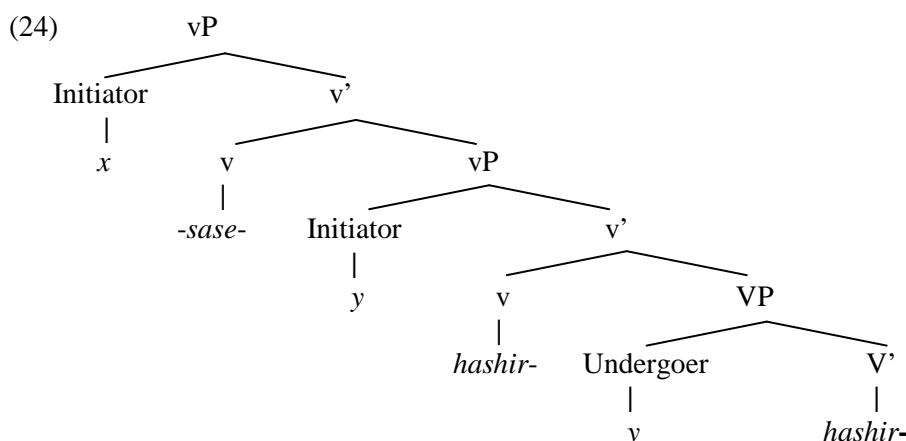 (24) vP
Initiator v’
x v vP
-sase- Initiator v’
y v VP
hashir- Undergoer V’
y hashir-